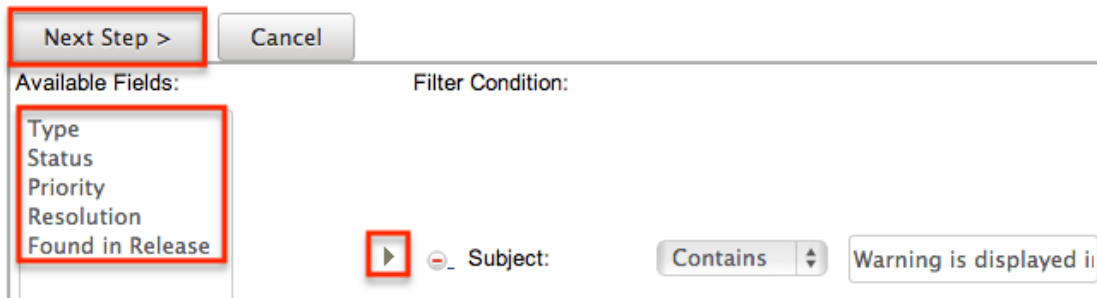 Next Step > Cancel
Available Fields: Filter Condition:
Type
Status
Priority
Resolution
Found in Release
Subject: Contains Warning is displayed